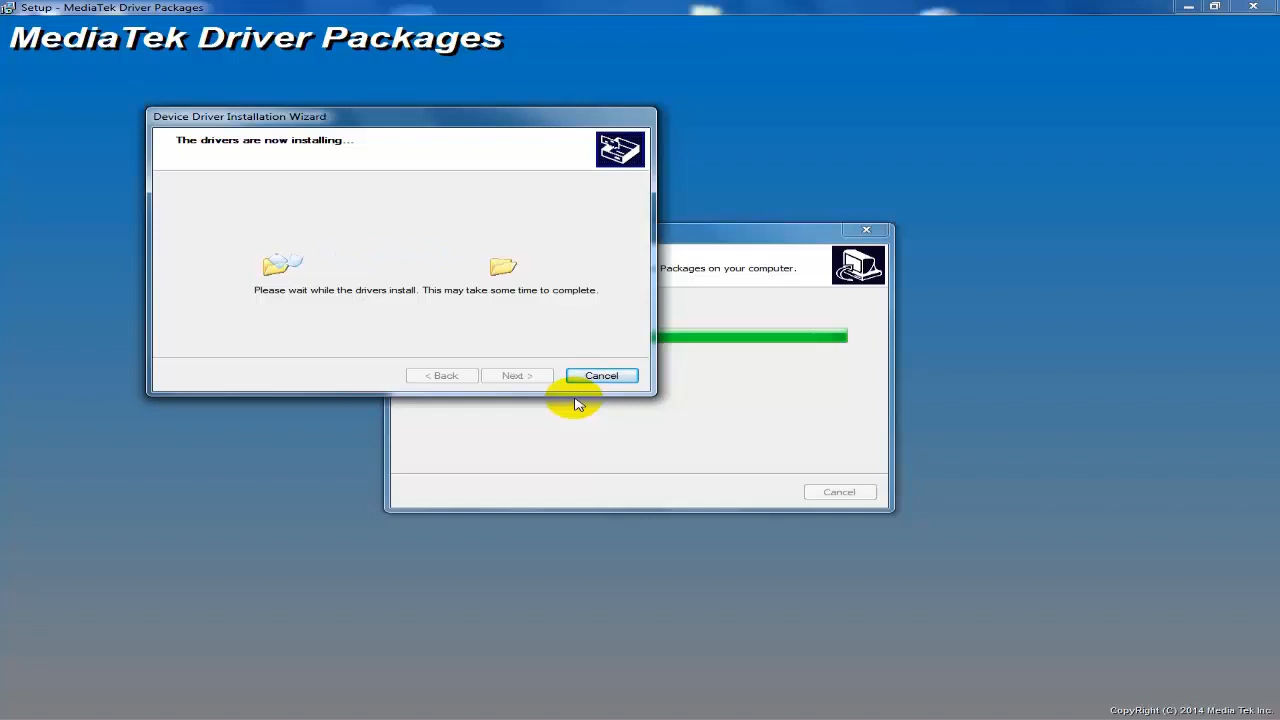 Setup - MediaTek Driver Packages
MediaTek Driver Packages
Device Driver Installation Wizard
The drivers are now installing...
Packages on your computer.
Please wait while the drivers install. This may take some time to complete.
< Back
Next >
Cancel
Cancel
CopyRight (C) 2014 Media Tek Inc.